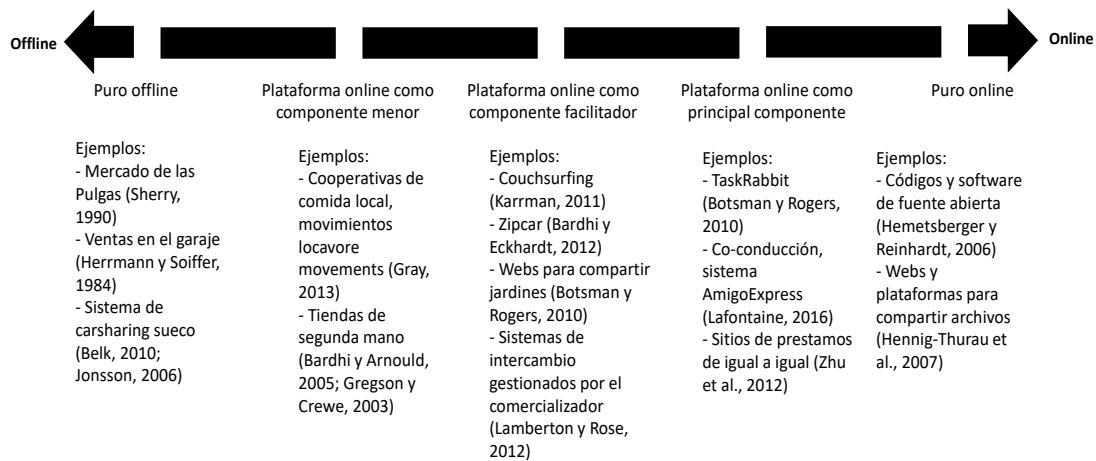 Offline
Online
Puro offline
Plataforma online como
componente menor
Plataforma online como
componente facilitador
Plataforma online como
principal componente
Puro online
Ejemplos:
- Mercado de las
Pulgas (Sherry,
1990)
- Ventas en el garaje
(Herrmann y Soiffer,
1984)
- Sistema de
carsharing sueco
(Belk, 2010;
Jonsson, 2006)
Ejemplos:
- Cooperativas de
comida local,
movimientos
locavore
movements (Gray,
2013)
- Tiendas de
segunda mano
(Bardhi y Arnould,
2005; Gregson y
Crewe, 2003)
Ejemplos:
- Couchsurfing
(Karrman, 2011)
- Zipcar (Bardhi y
Eckhardt, 2012)
- Webs para compartir
jardines (Botsman y
Rogers, 2010)
- Sistemas de
intercambio
gestionados por el
comercializador
(Lamberton y Rose,
2012)
Ejemplos:
- TaskRabbit
(Botsman y Rogers,
2010)
- Co-conducción,
sistema
AmigoExpress
(Lafontaine, 2016)
- Sitios de prestamos
de igual a igual (Zhu
et al., 2012)
Ejemplos:
- Códigos y software
de fuente abierta
(Hemetsberger y
Reinhardt, 2006)
- Webs y
plataformas para
compartir archivos
(Hennig-Thurau et
al., 2007)